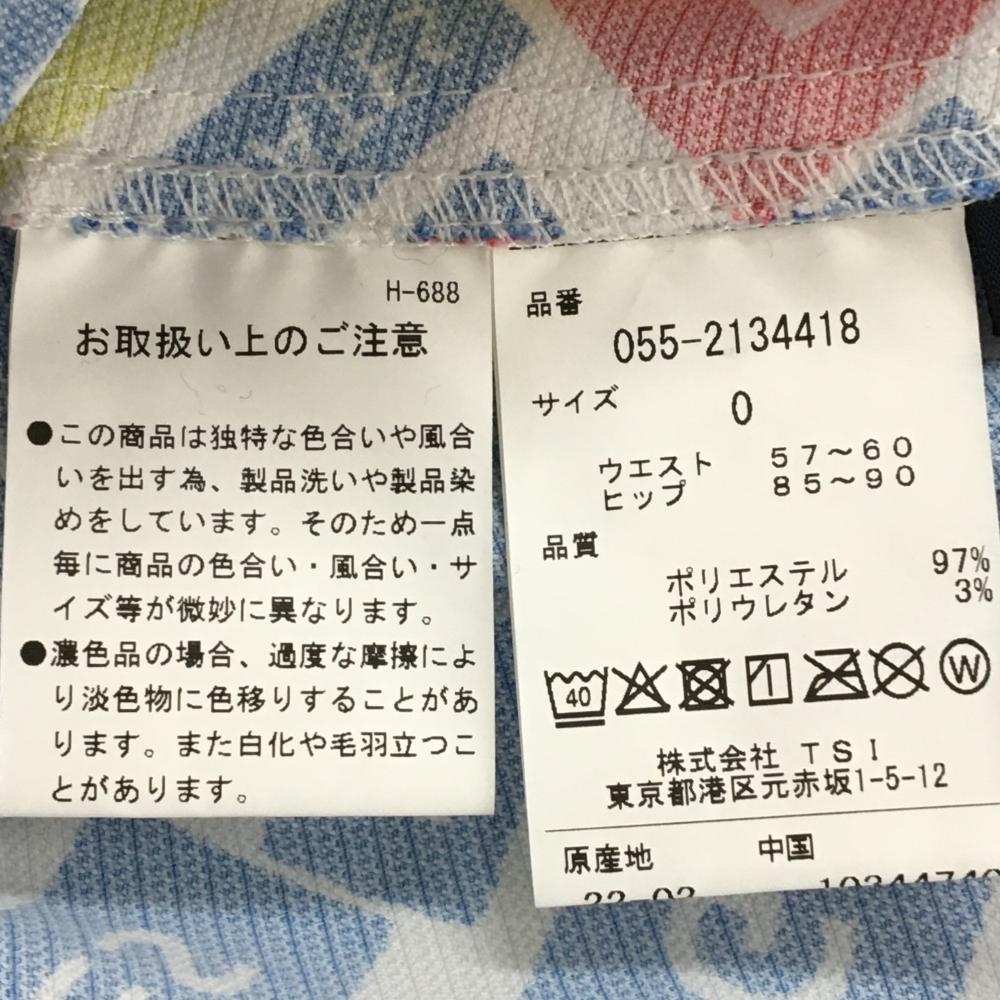 H-688
お取扱い上のご注意
●この商品は独特な色合いや風合
いを出す為、製品洗いや製品染
めをしています。そのため一点
毎に商品の色合い・風合い・サ
イズ等が微妙に異なります。
●濃色品の場合、過度な摩擦によ
り淡色物に色移りすることがあ
ります。また白化や毛羽立つこ
とがあります。
品番
055-2134418
サイズ 0
ウエスト 57～60
ヒップ 85～90
品質
ポリエステル 97%
ポリウレタン 3%
40 W
株式会社 TSI
東京都港区元赤坂1-5-12
原産地 中国